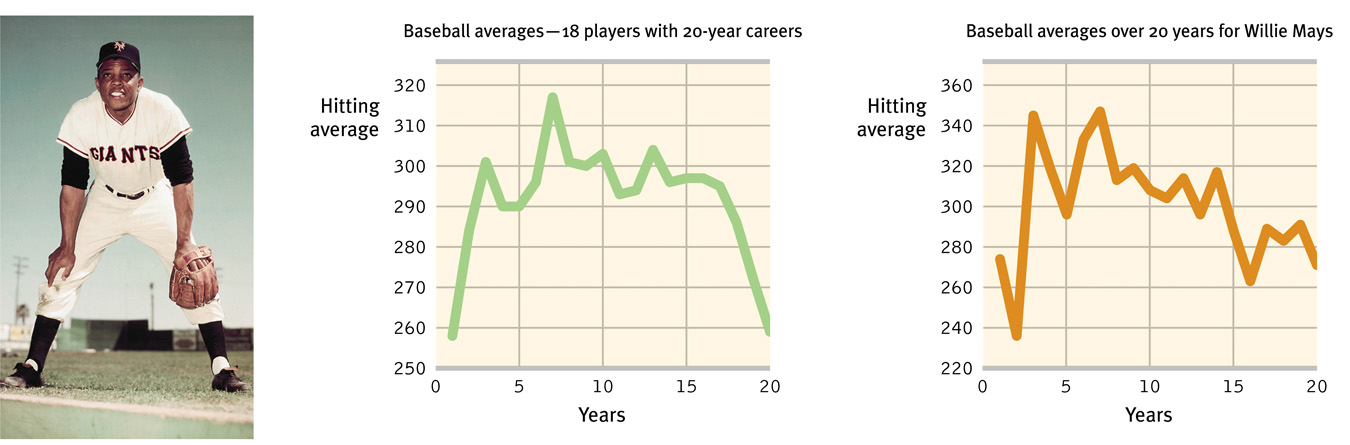 GIANTS
Baseball averages—18 players with 20-year careers
Hitting
average
320
310
300
290
280
270
260
250
0 5 10 15 20
Years
Baseball averages over 20 years for Willie Mays
Hitting
average
360
340
320
300
280
260
240
220
0 5 10 15 20
Years